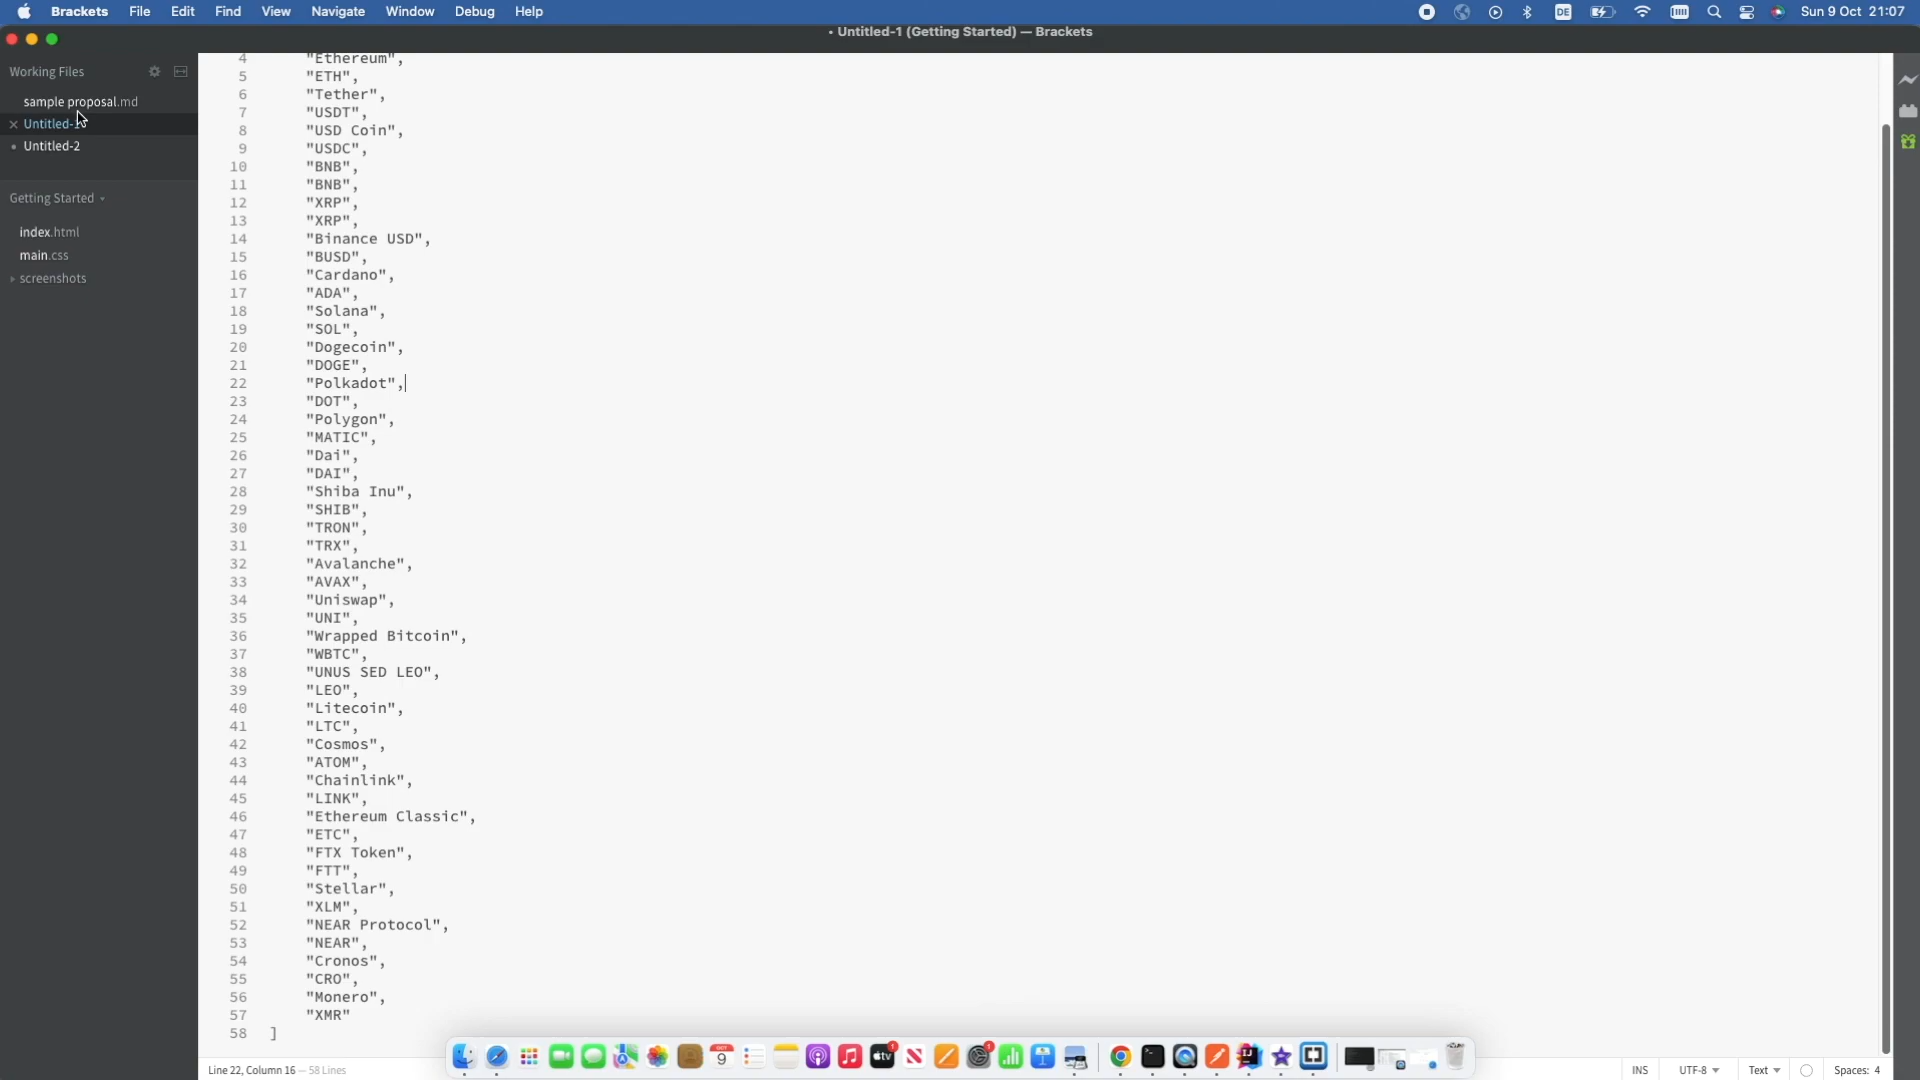 Brackets File Edit Find View Navigate Window Debug Help DE Sun 9 Oct 21:07
• Untitled-1 (Getting Started) — Brackets
Working Files
sample proposal.md
Untitled-1
Untitled-2
Getting Started
index.html
main.css
screenshots
4 "Ethereum",
5 "ETH",
6 "Tether",
7 "USDT",
8 "USD Coin",
9 "USDC",
10 "BNB",
11 "BNB",
12 "XRP",
13 "XRP",
14 "Binance USD",
15 "BUSD",
16 "Cardano",
17 "ADA",
18 "Solana",
19 "SOL",
20 "Dogecoin",
21 "DOGE",
22 "Polkadot",
23 "DOT",
24 "Polygon",
25 "MATIC",
26 "Dai",
27 "DAI",
28 "Shiba Inu",
29 "SHIB",
30 "TRON",
31 "TRX",
32 "Avalanche",
33 "AVAX",
34 "Uniswap",
35 "UNI",
36 "Wrapped Bitcoin",
37 "WBTC",
38 "UNUS SED LEO",
39 "LEO",
40 "Litecoin",
41 "LTC",
42 "Cosmos",
43 "ATOM",
44 "Chainlink",
45 "LINK",
46 "Ethereum Classic",
47 "ETC",
48 "FTX Token",
49 "FTT",
50 "Stellar",
51 "XLM",
52 "NEAR Protocol",
53 "NEAR",
54 "Cronos",
55 "CRO",
56 "Monero",
57 "XMR"
58 ]
Line 22, Column 16 — 58 Lines INS UTF-8 Text Spaces: 4